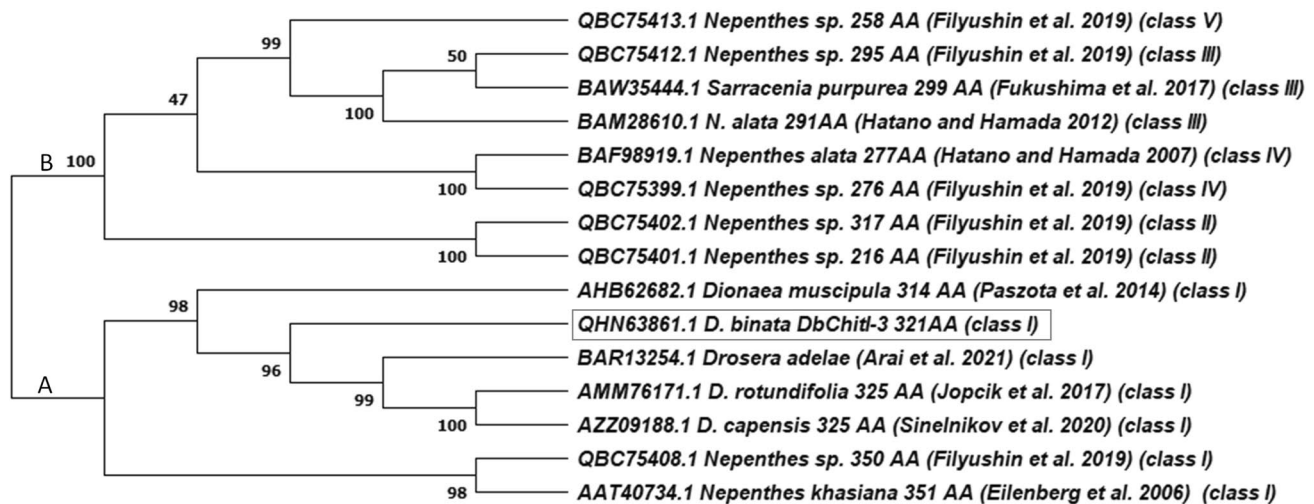 QBC75413.1 Nepenthes sp. 258 AA (Filyushin et al. 2019) (class V)
99
QBC75412.1 Nepenthes sp. 295 AA (Filyushin et al. 2019) (class III)
50
BAW35444.1 Sarracenia purpurea 299 AA (Fukushima et al. 2017) (class III)
47
100
BAM28610.1 N. alata 291AA (Hatano and Hamada 2012) (class III)
B 100
BAF98919.1 Nepenthes alata 277AA (Hatano and Hamada 2007) (class IV)
100
QBC75399.1 Nepenthes sp. 276 AA (Filyushin et al. 2019) (class IV)
QBC75402.1 Nepenthes sp. 317 AA (Filyushin et al. 2019) (class II)
100
QBC75401.1 Nepenthes sp. 216 AA (Filyushin et al. 2019) (class II)
98
AHB62682.1 Dionaea muscipula 314 AA (Paszota et al. 2014) (class I)
QHN63861.1 D. binata DbChitI-3 321AA (class I)
96
BAR13254.1 Drosera adelae (Arai et al. 2021) (class I)
A
99
AMM76171.1 D. rotundifolia 325 AA (Jopcik et al. 2017) (class I)
100
AZZ09188.1 D. capensis 325 AA (Sinelnikov et al. 2020) (class I)
QBC75408.1 Nepenthes sp. 350 AA (Filyushin et al. 2019) (class I)
98
AAT40734.1 Nepenthes khasiana 351 AA (Eilenberg et al. 2006) (class I)